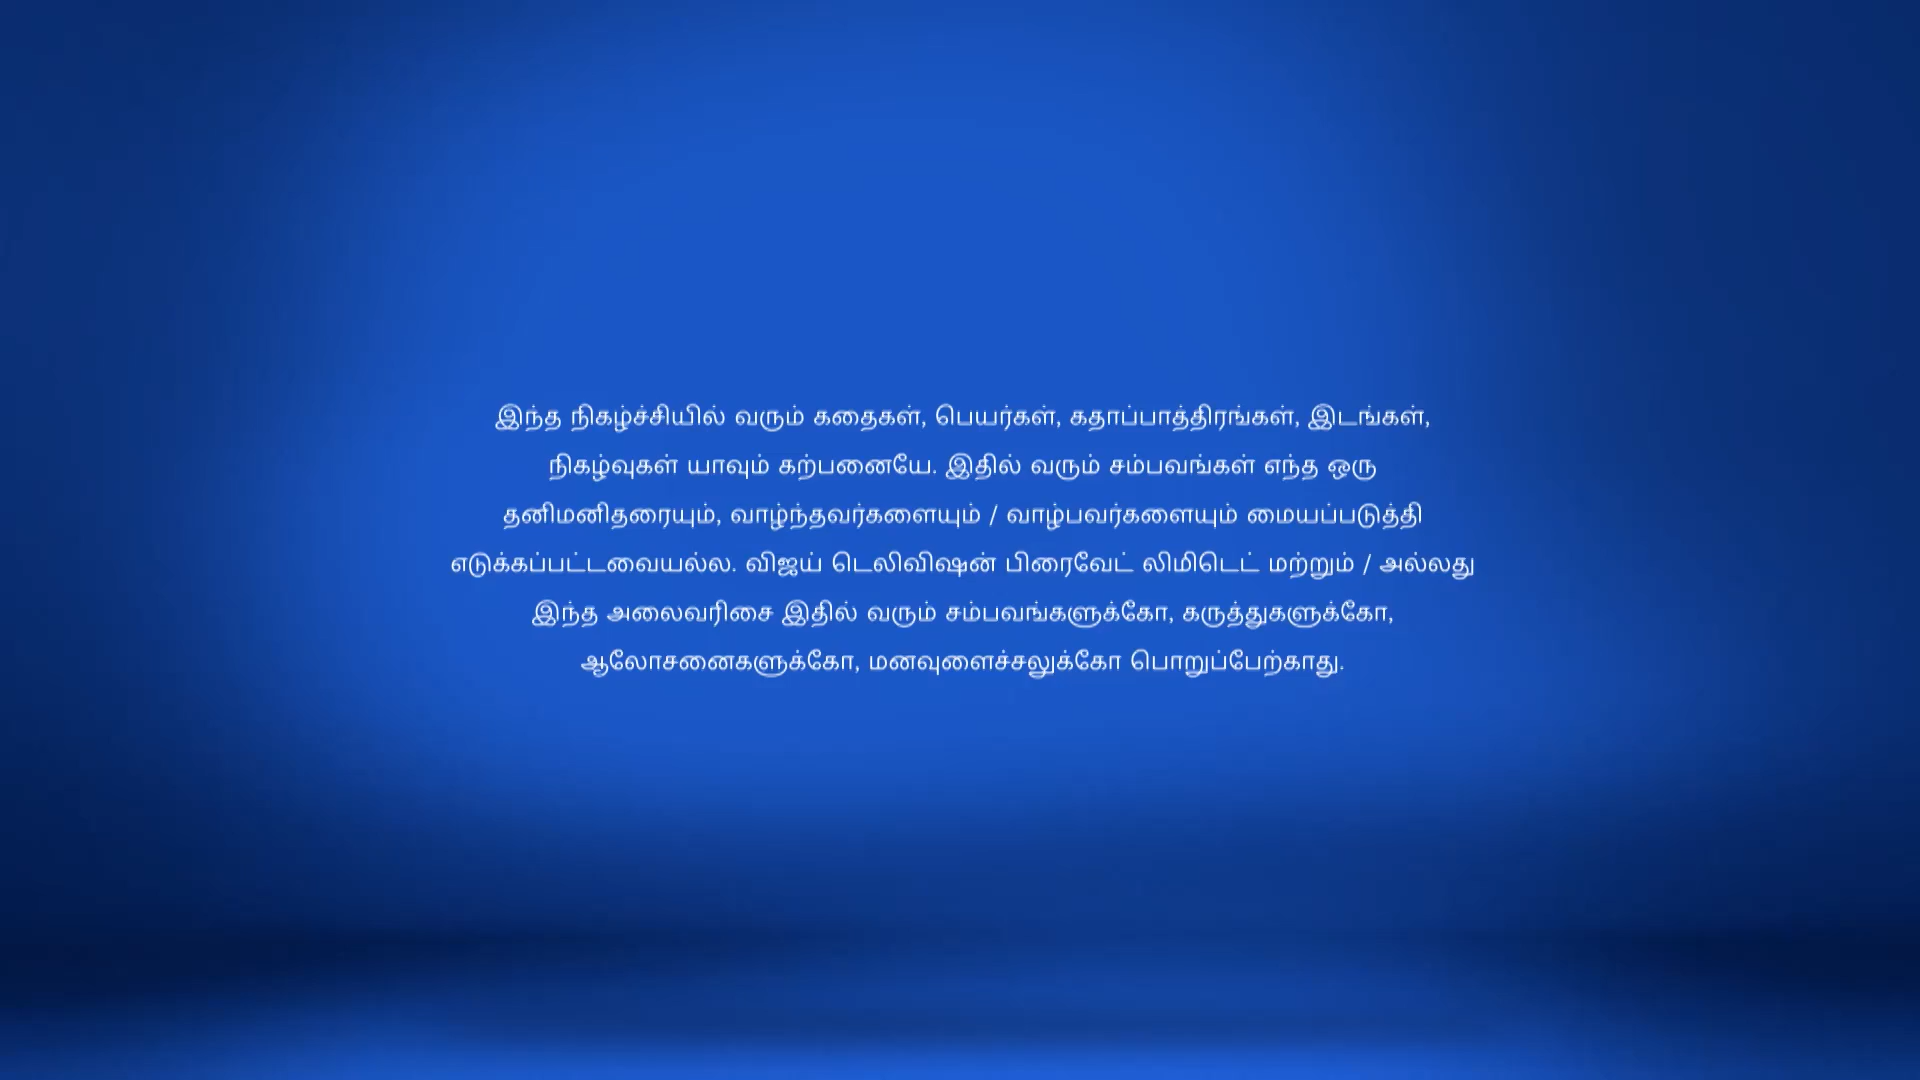 இந்த நிகழ்ச்சியில் வரும் கதைகள், பெயர்கள், கதாப்பாத்திரங்கள், இடங்கள்,
நிகழ்வுகள் யாவும் கற்பனையே. இதில் வரும் சம்பவங்கள் எந்த ஒரு
தனிமனிதரையும், வாழ்ந்தவர்களையும் / வாழ்பவர்களையும் மையப்படுத்தி
எடுக்கப்பட்டவையல்ல. விஜய் டெலிவிஷன் பிரைவேட் லிமிடெட் மற்றும் / அல்லது
இந்த அலைவரிசை இதில் வரும் சம்பவங்களுக்கோ, கருத்துகளுக்கோ,
ஆலோசனைகளுக்கோ, மனவுளைச்சலுக்கோ பொறுப்பேற்காது.